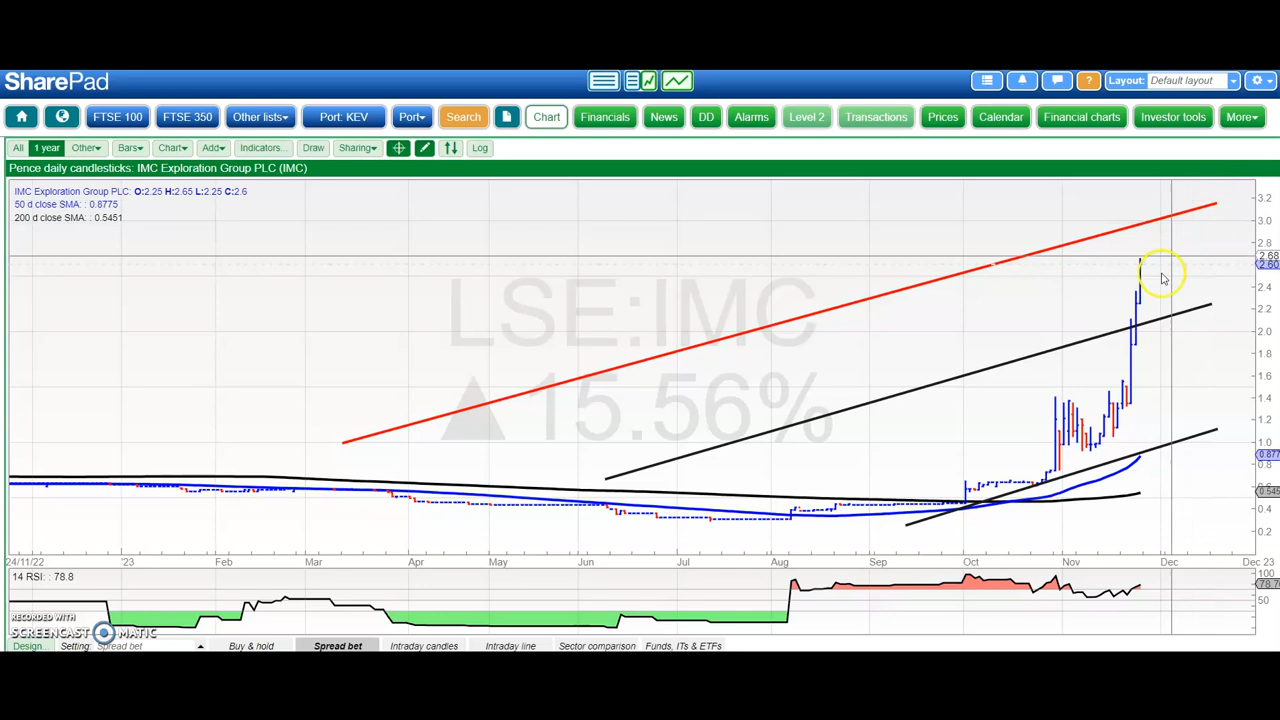 SharePad
Layout: Default layout
FTSE 100 FTSE 350 Other lists Port: KEV Port Search Chart Financials News DD Alarms Level 2 Transactions Prices Calendar Financial charts Investor tools More
All 1 year Other Bars Chart Add Indicators... Draw Sharing Log
Pence daily candlesticks: IMC Exploration Group PLC (IMC)
IMC Exploration Group PLC: O:2.25 H:2.65 L:2.25 C:2.6
50 d close SMA: 0.8775
200 d close SMA: 0.5451
LSE:IMC
▲15.56%
3.2
3.0
2.8
2.68
2.60
2.4
2.2
2.0
1.8
1.6
1.4
1.2
1.0
0.877
0.8
0.6
0.545
0.4
0.2
24/11/22 '23 Feb Mar Apr May Jun Jul Aug Sep Oct Nov Dec Dec 23
14 RSI: 78.8
100
78.7
50
RECORDED WITH
SCREENCAST MATIC
Design... Setting: Spread bet Buy & hold Spread bet Intraday candles Intraday line Sector comparison Funds, ITs & ETFs